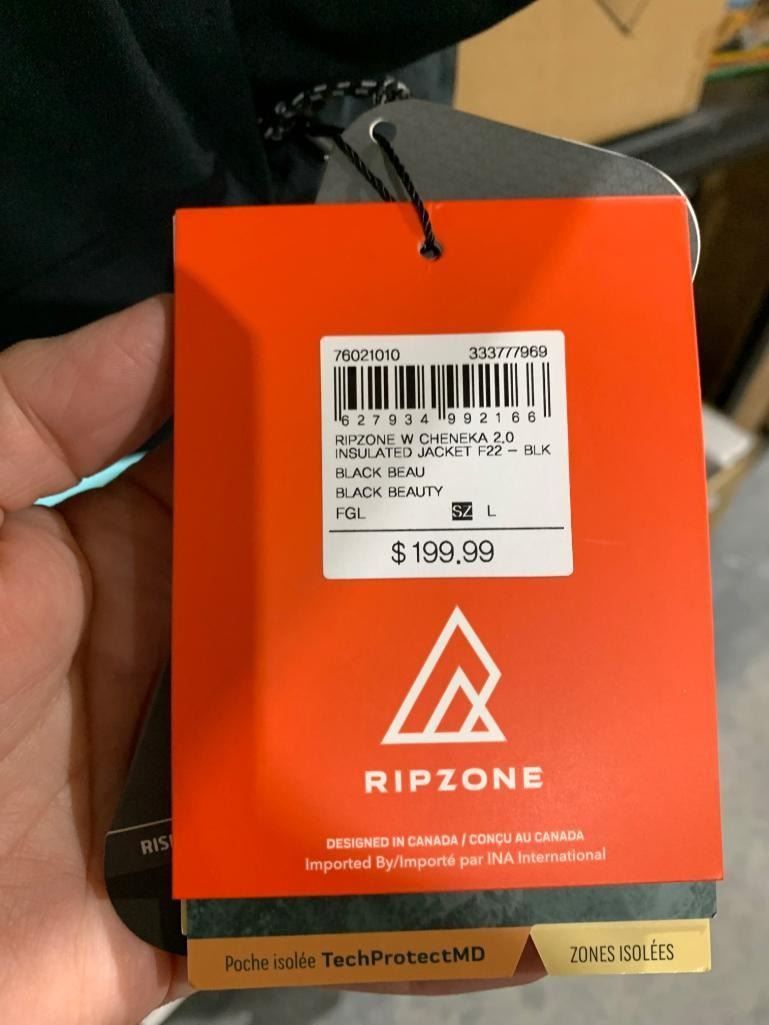 76021010 333777969
627934 992166
RIPZONE W CHENEKA 2.0
INSULATED JACKET F22 – BLK
BLACK BEAU
BLACK BEAUTY
FGL SZ L
$199.99
RIPZONE
DESIGNED IN CANADA / CONÇU AU CANADA
Imported By/Importé par INA International
Poche isolée TechProtectMD
ZONES ISOLÉES